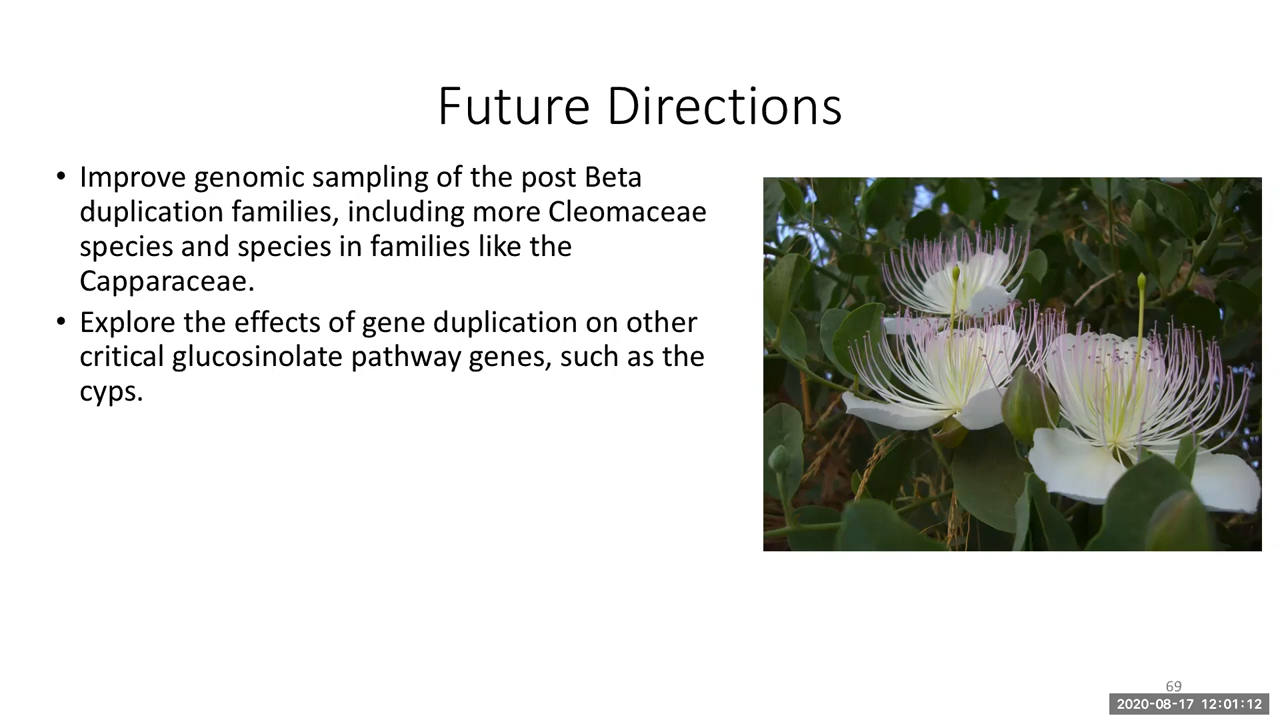 Future Directions
• Improve genomic sampling of the post Beta
duplication families, including more Cleomaceae
species and species in families like the
Capparaceae.
• Explore the effects of gene duplication on other
critical glucosinolate pathway genes, such as the
cyps.
69
2020-08-17 12:01:12